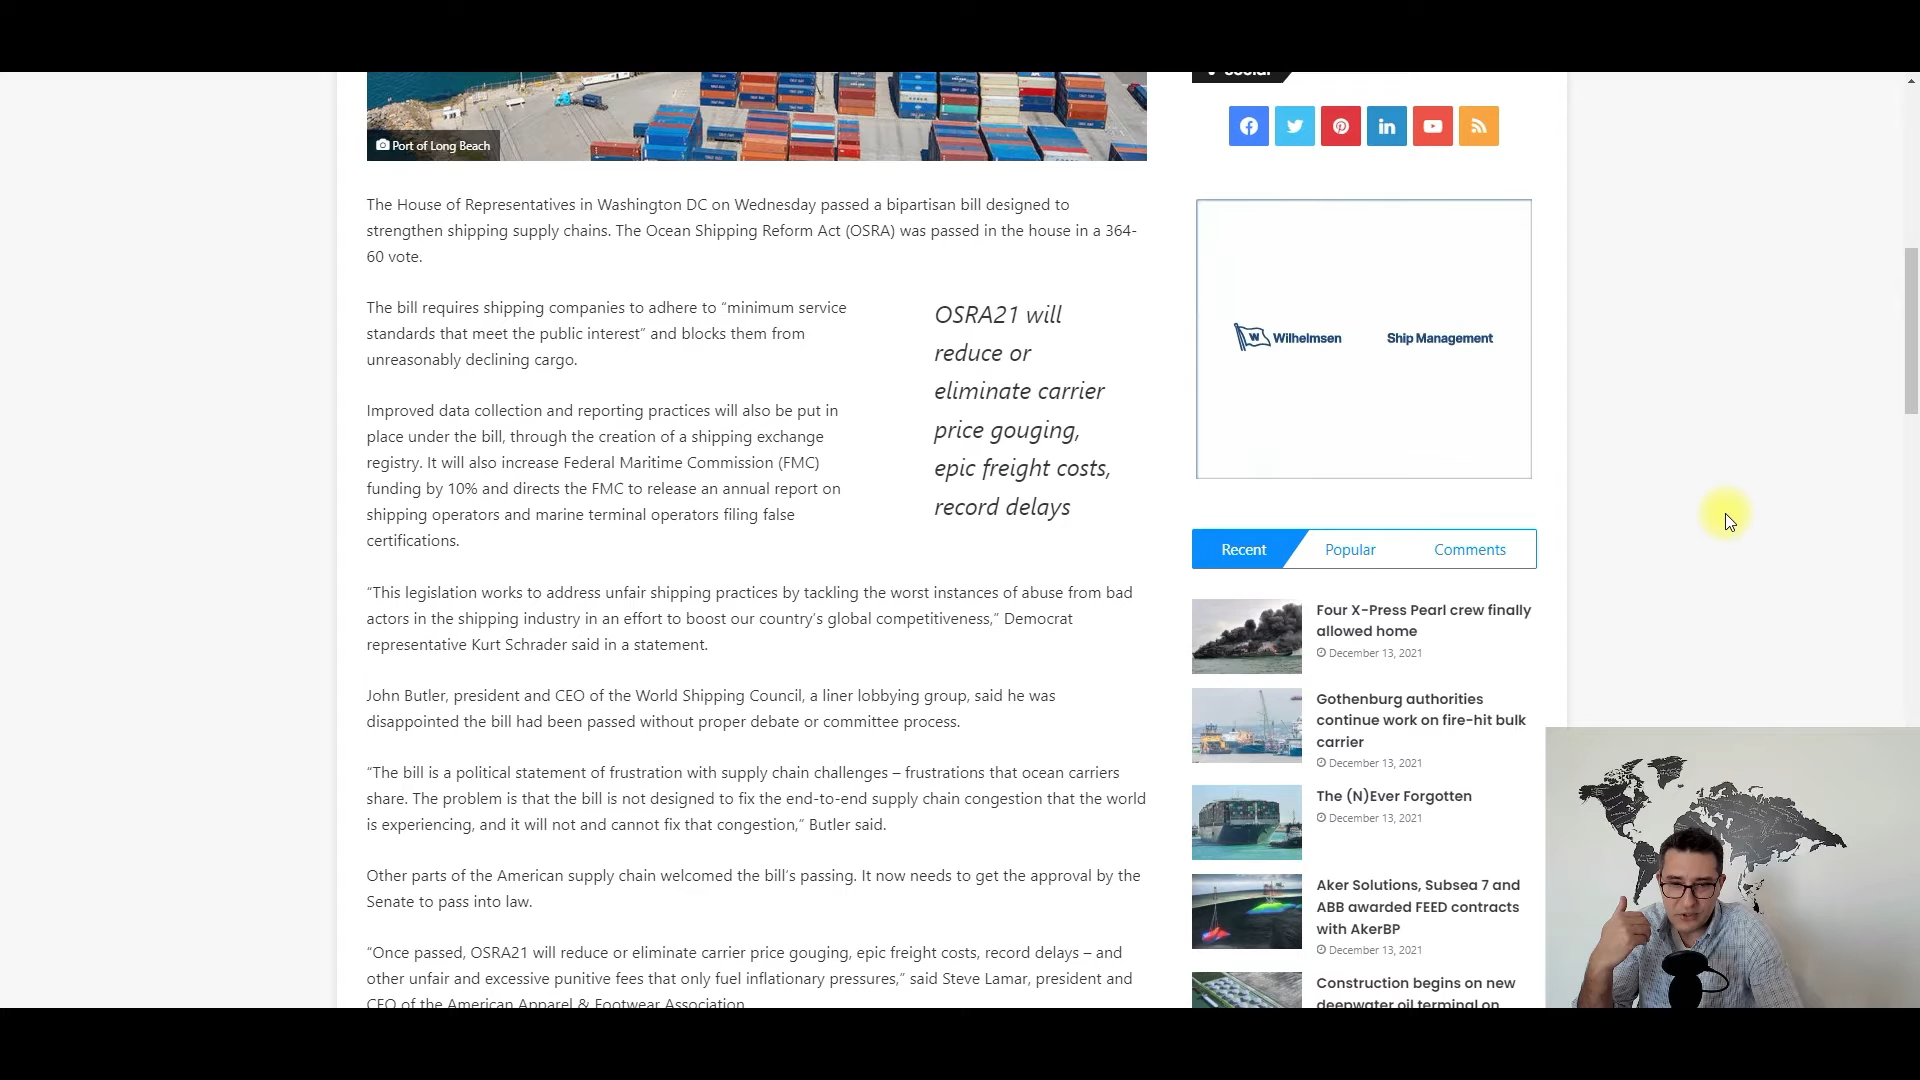 Social
Port of Long Beach
The House of Representatives in Washington DC on Wednesday passed a bipartisan bill designed to
strengthen shipping supply chains. The Ocean Shipping Reform Act (OSRA) was passed in the house in a 364-
60 vote.
The bill requires shipping companies to adhere to “minimum service
standards that meet the public interest” and blocks them from
unreasonably declining cargo.
OSRA21 will
reduce or
eliminate carrier
price gouging,
epic freight costs,
record delays
Improved data collection and reporting practices will also be put in
place under the bill, through the creation of a shipping exchange
registry. It will also increase Federal Maritime Commission (FMC)
funding by 10% and directs the FMC to release an annual report on
shipping operators and marine terminal operators filing false
certifications.
“This legislation works to address unfair shipping practices by tackling the worst instances of abuse from bad
actors in the shipping industry in an effort to boost our country’s global competitiveness,” Democrat
representative Kurt Schrader said in a statement.
John Butler, president and CEO of the World Shipping Council, a liner lobbying group, said he was
disappointed the bill had been passed without proper debate or committee process.
“The bill is a political statement of frustration with supply chain challenges – frustrations that ocean carriers
share. The problem is that the bill is not designed to fix the end-to-end supply chain congestion that the world
is experiencing, and it will not and cannot fix that congestion,” Butler said.
Other parts of the American supply chain welcomed the bill’s passing. It now needs to get the approval by the
Senate to pass into law.
“Once passed, OSRA21 will reduce or eliminate carrier price gouging, epic freight costs, record delays – and
other unfair and excessive punitive fees that only fuel inflationary pressures,” said Steve Lamar, president and
CEO of the American Apparel & Footwear Association
Wilhelmsen
Ship Management
Recent
Popular
Comments
Four X-Press Pearl crew finally
allowed home
December 13, 2021
Gothenburg authorities
continue work on fire-hit bulk
carrier
December 13, 2021
The (N)Ever Forgotten
December 13, 2021
Aker Solutions, Subsea 7 and
ABB awarded FEED contracts
with AkerBP
December 13, 2021
Construction begins on new
deepwater oil terminal on